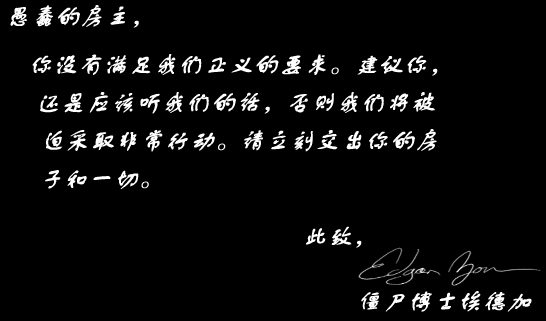 愚蠢的房主，
你没有满足我们正义的要求。建议你，
还是应该听我们的话，否则我们将被
迫采取非常行动。请立刻交出你的房
子和一切。
此致，
Edgar Zom
僵尸博士埃德加